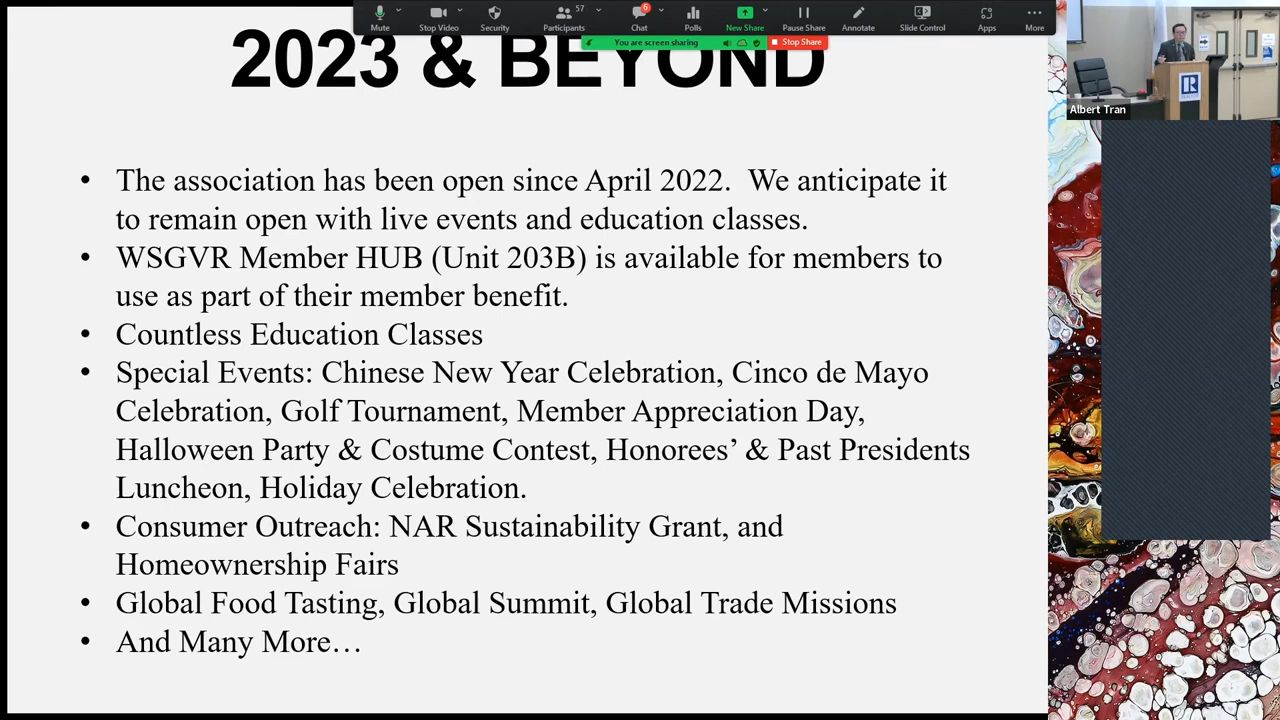 57
6
Mute
Stop Video
Security
Participants
Chat
Polls
New Share
Pause Share
Annotate
Slide Control
Apps
More
You are screen sharing
Stop Share
2023 & BEYOND
Albert Tran
R
• The association has been open since April 2022. We anticipate it
to remain open with live events and education classes.
• WSGVR Member HUB (Unit 203B) is available for members to
use as part of their member benefit.
• Countless Education Classes
• Special Events: Chinese New Year Celebration, Cinco de Mayo
Celebration, Golf Tournament, Member Appreciation Day,
Halloween Party & Costume Contest, Honorees’ & Past Presidents
Luncheon, Holiday Celebration.
• Consumer Outreach: NAR Sustainability Grant, and
Homeownership Fairs
• Global Food Tasting, Global Summit, Global Trade Missions
• And Many More…